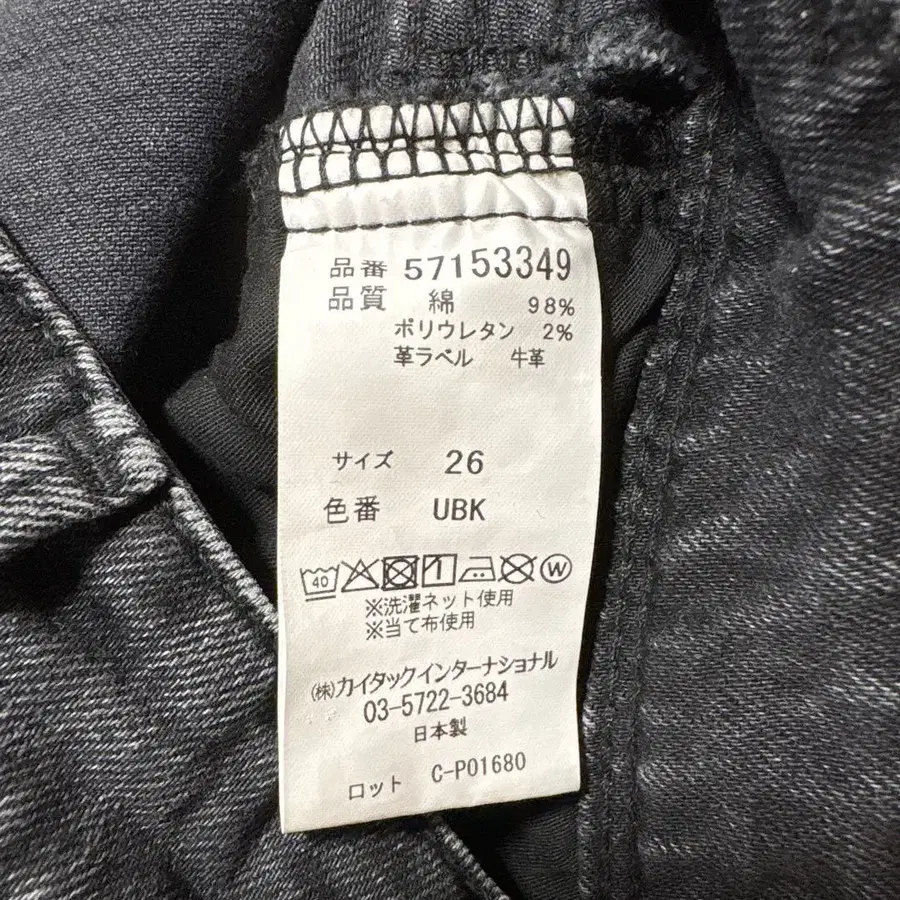 品番 57153349
品質 綿 98%
ポリウレタン 2%
革ラベル 牛革
サイズ 26
色番 UBK
40 W
※洗濯ネット使用
※当て布使用
㈱カイタックインターナショナル
03-5722-3684
日本製
ロット C-P01680